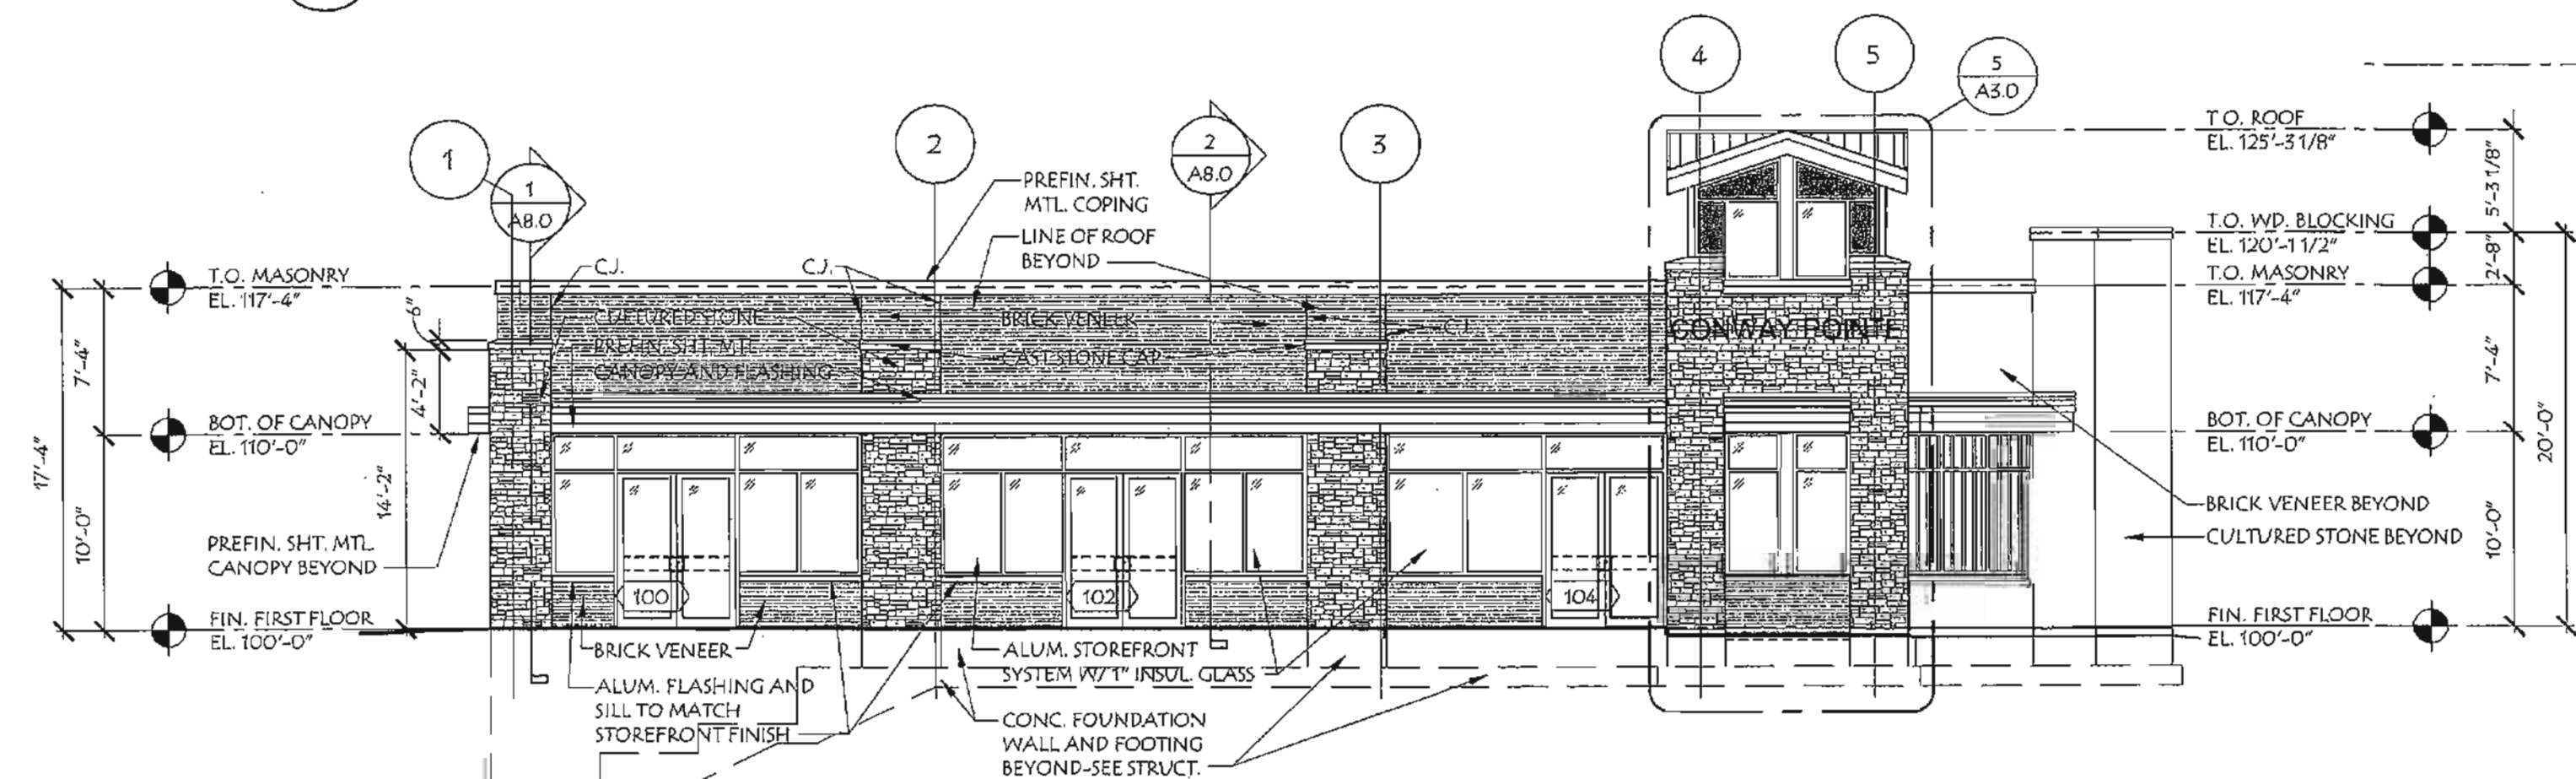 4
5
5
A3.0
1
2
2
A8.0
3
1
A8.0
PREFIN. SHT.
MTL. COPING
LINE OF ROOF
BEYOND
C.J.
C.J.
T.O. MASONRY
EL. 117'-4"
CULTURED STONE
PREFIN. SHT. MTL.
CANOPY AND FLASHING
BRICK VENEER
CAST STONE CAP
C.J.
CONWAY POINTE
T.O. ROOF
EL. 125'-3 1/8"
T.O. WD. BLOCKING
EL. 120'-1 1/2"
T.O. MASONRY
EL. 117'-4"
5'-3 1/8"
2'-8"
7'-4"
10'-0"
20'-0"
6"
4'-2"
7'-4"
17'-4"
14'-2"
10'-0"
BOT. OF CANOPY
EL. 110'-0"
BOT. OF CANOPY
EL. 110'-0"
PREFIN. SHT. MTL.
CANOPY BEYOND
BRICK VENEER BEYOND
CULTURED STONE BEYOND
100
102
104
FIN. FIRST FLOOR
EL. 100'-0"
FIN. FIRST FLOOR
EL. 100'-0"
BRICK VENEER
ALUM. FLASHING AND
SILL TO MATCH
STOREFRONT FINISH
ALUM. STOREFRONT
SYSTEM W/ 1" INSUL. GLASS
CONC. FOUNDATION
WALL AND FOOTING
BEYOND-SEE STRUCT.